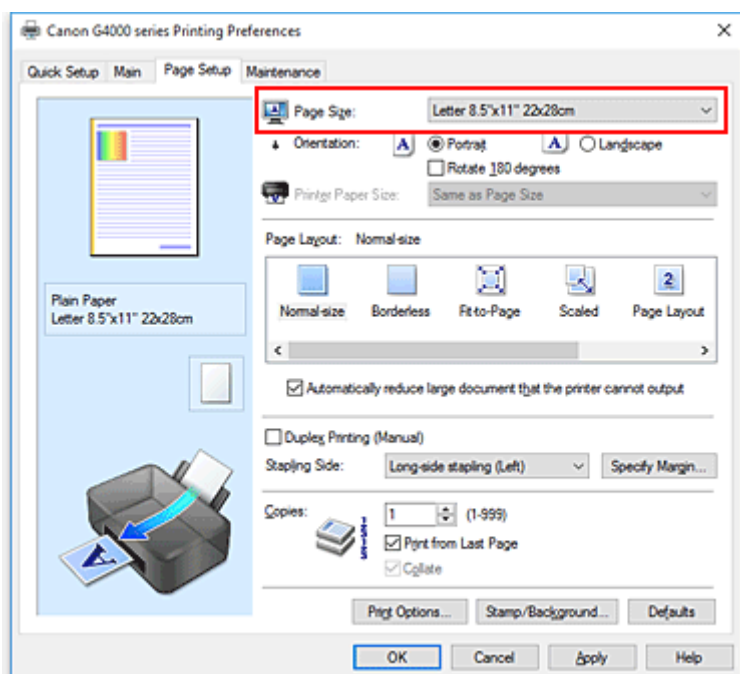 Canon G4000 series Printing Preferences
Quick Setup Main Page Setup Maintenance
Page Size: Letter 8.5"x11" 22x28cm
Orientation: A Portrait A Landscape
Rotate 180 degrees
Printer Paper Size: Same as Page Size
Page Layout: Normal-size
2
Normal-size Borderless Fit-to-Page Scaled Page Layout
Plain Paper
Letter 8.5"x11" 22x28cm
Automatically reduce large document that the printer cannot output
Duplex Printing (Manual)
Stapling Side: Long-side stapling (Left) Specify Margin...
Copies: 1 (1-999)
Print from Last Page
Collate
A
Print Options... Stamp/Background... Defaults
OK Cancel Apply Help